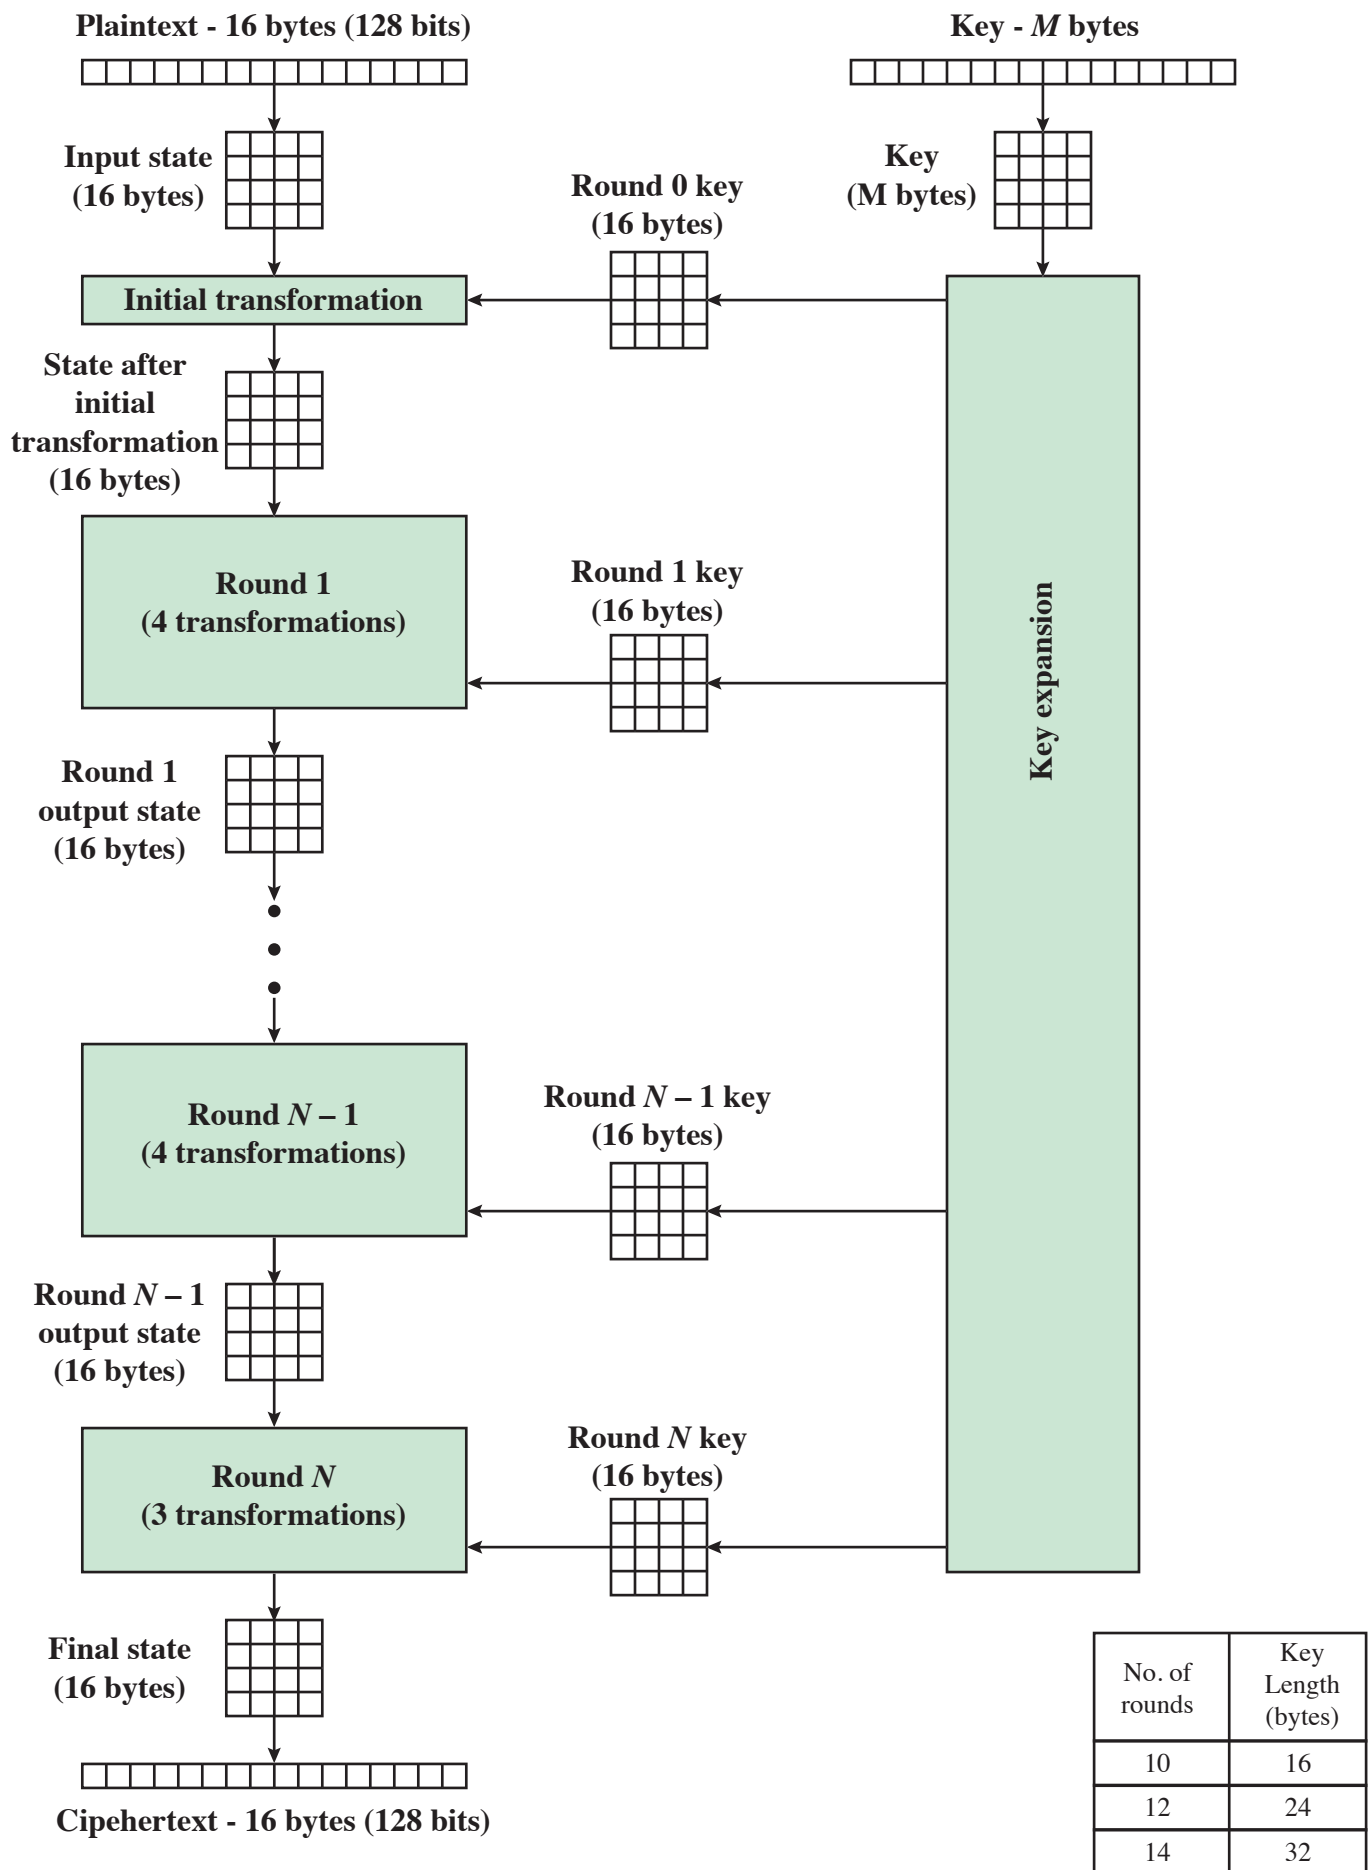 Plaintext - 16 bytes (128 bits)
Key - M bytes
Input state
(16 bytes)
Key
(M bytes)
Round 0 key
(16 bytes)
Initial transformation
State after
initial
transformation
(16 bytes)
Round 1
(4 transformations)
Round 1 key
(16 bytes)
Key expansion
Round 1
output state
(16 bytes)
Round N – 1
(4 transformations)
Round N – 1 key
(16 bytes)
Round N – 1
output state
(16 bytes)
Round N
(3 transformations)
Round N key
(16 bytes)
Final state
(16 bytes)
Cipehertext - 16 bytes (128 bits)
No. of
rounds
Key
Length
(bytes)
10 16
12 24
14 32